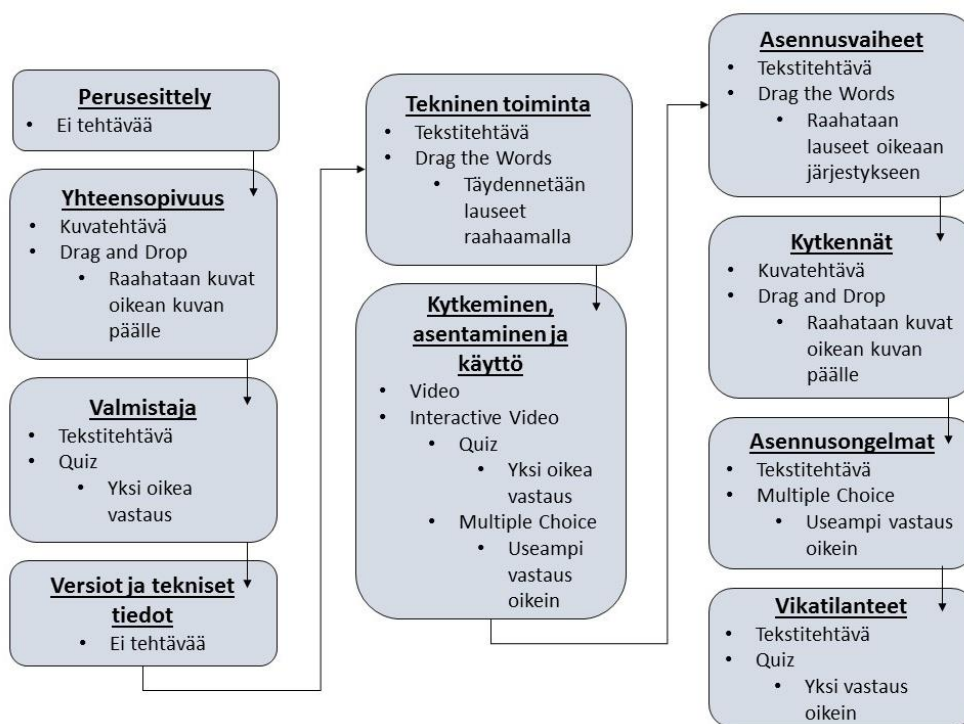 Perusesittely
• Ei tehtävää
Yhteensopivuus
• Kuvatehtävä
• Drag and Drop
• Raahataan kuvat
oikean kuvan
päälle
Valmistaja
• Tekstitehtävä
• Quiz
• Yksi oikea
vastaus
Versiot ja tekniset
tiedot
• Ei tehtävää
Tekninen toiminta
• Tekstitehtävä
• Drag the Words
• Täydennetään
lauseet
raahaamalla
Kytkeminen,
asentaminen ja
käyttö
• Video
• Interactive Video
• Quiz
• Yksi oikea
vastaus
• Multiple Choice
• Useampi
vastaus
oikein
Asennusvaiheet
• Tekstitehtävä
• Drag the Words
• Raahataan
lauseet oikeaan
järjestykseen
Kytkennät
• Kuvatehtävä
• Drag and Drop
• Raahataan kuvat
oikean kuvan
päälle
Asennusongelmat
• Tekstitehtävä
• Multiple Choice
• Useampi vastaus
oikein
Vikatilanteet
• Tekstitehtävä
• Quiz
• Yksi vastaus
oikein